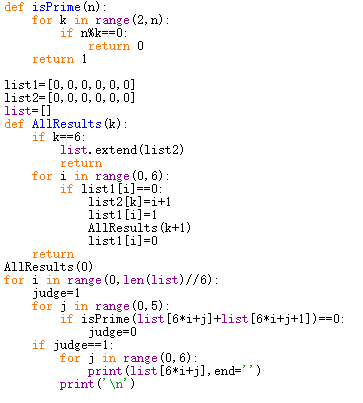 def isPrime(n):
    for k in range(2,n):
        if n%k==0:
            return 0
    return 1

list1=[0,0,0,0,0,0]
list2=[0,0,0,0,0,0]
list=[]
def AllResults(k):
    if k==6:
        list.extend(list2)
        return
    for i in range(0,6):
        if list1[i]==0:
            list2[k]=i+1
            list1[i]=1
            AllResults(k+1)
            list1[i]=0
    return
AllResults(0)
for i in range(0,len(list)//6):
    judge=1
    for j in range(0,5):
        if isPrime(list[6*i+j]+list[6*i+j+1])==0:
            judge=0
    if judge==1:
        for j in range(0,6):
            print(list[6*i+j],end='')
        print('\n')